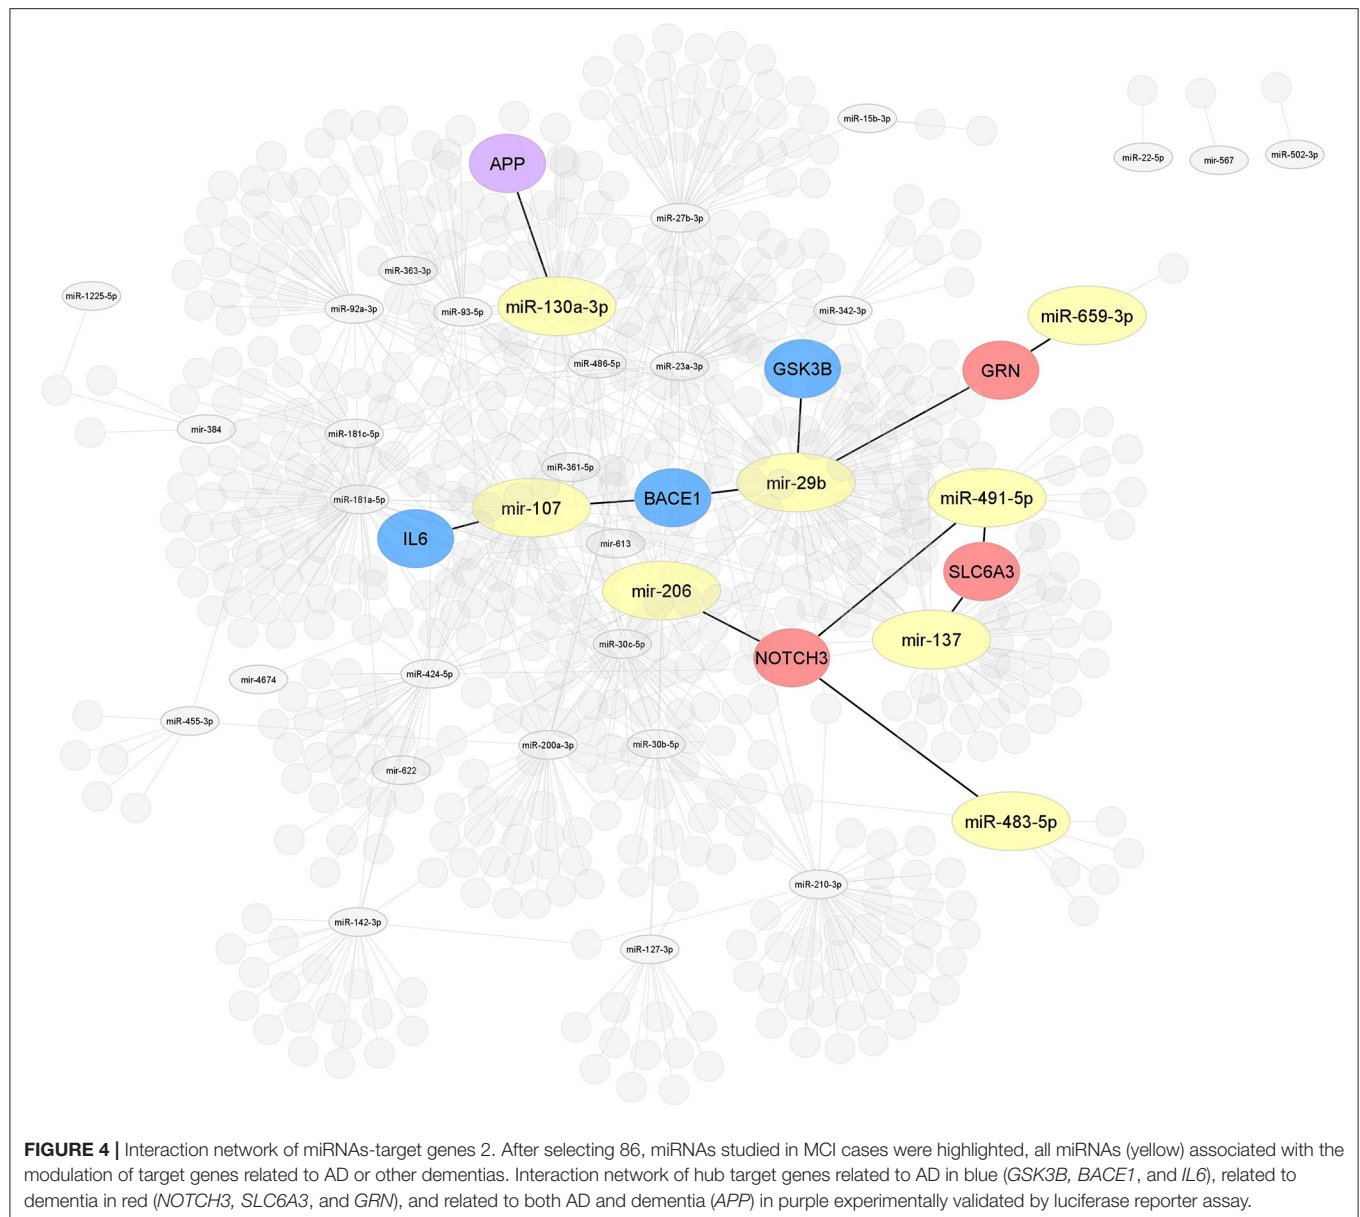 miR-15b-3p
miR-22-5p
mir-567
miR-502-3p
APP
miR-27b-3p
miR-363-3p
miR-1225-5p
miR-92a-3p
miR-93-5p
miR-130a-3p
miR-342-3p
miR-659-3p
miR-486-5p
miR-23a-3p
GSK3B
GRN
mir-384
miR-181c-5p
miR-361-5p
mir-29b
miR-181a-5p
mir-107
BACE1
miR-491-5p
IL6
mir-613
SLC6A3
mir-206
miR-30c-5p
NOTCH3
mir-137
mir-4674
miR-424-5p
miR-455-3p
miR-200a-3p
miR-30b-5p
mir-622
miR-483-5p
miR-210-3p
miR-142-3p
miR-127-3p
FIGURE 4 | Interaction network of miRNAs-target genes 2. After selecting 86, miRNAs studied in MCI cases were highlighted, all miRNAs (yellow) associated with the
modulation of target genes related to AD or other dementias. Interaction network of hub target genes related to AD in blue (GSK3B, BACE1, and IL6), related to
dementia in red (NOTCH3, SLC6A3, and GRN), and related to both AD and dementia (APP) in purple experimentally validated by luciferase reporter assay.